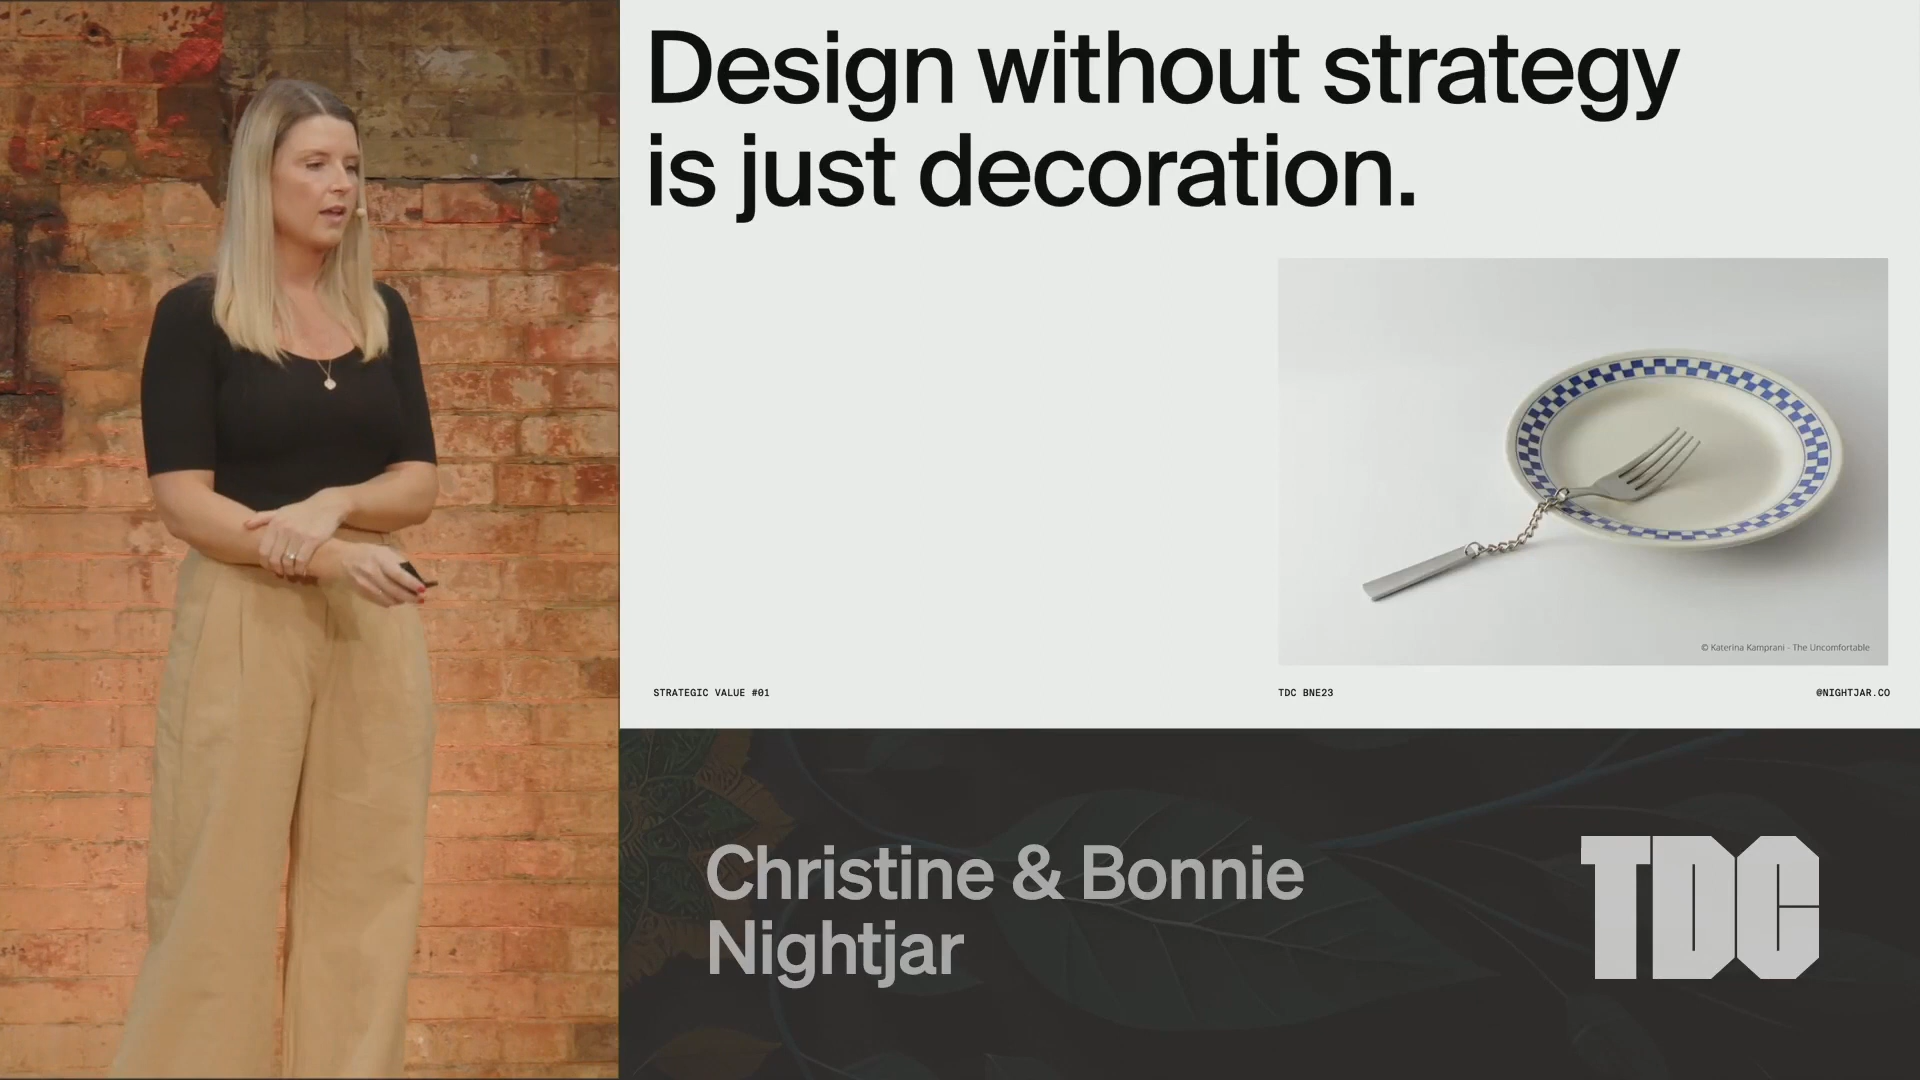 Design without strategy
is just decoration.
© Katerina Kamprani - The Uncomfortable
STRATEGIC VALUE #01
TDC BNE23
@NIGHTJAR.CO
Christine & Bonnie
Nightjar
TDC